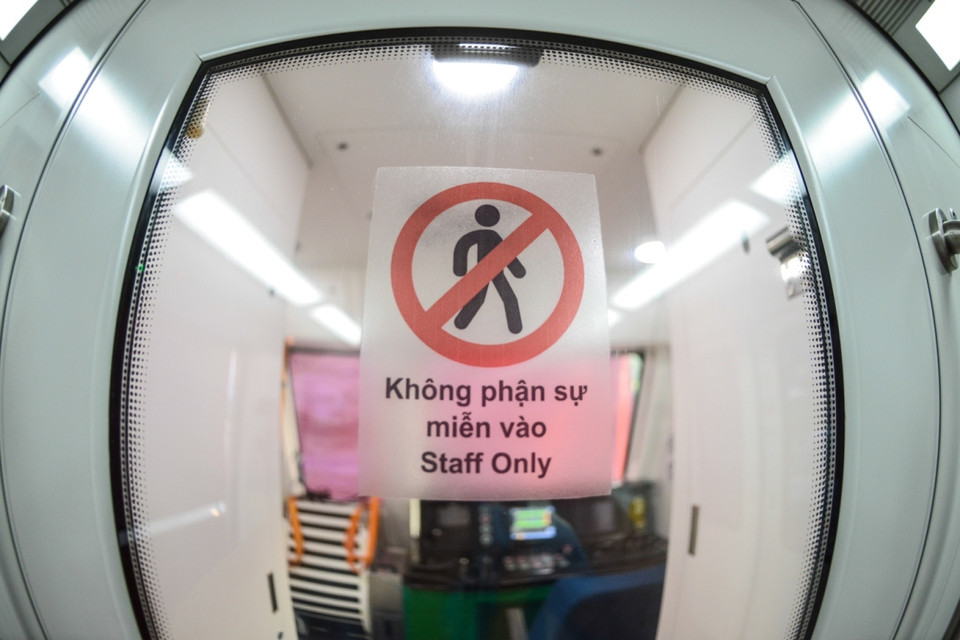 Không phận sự
miễn vào
Staff Only